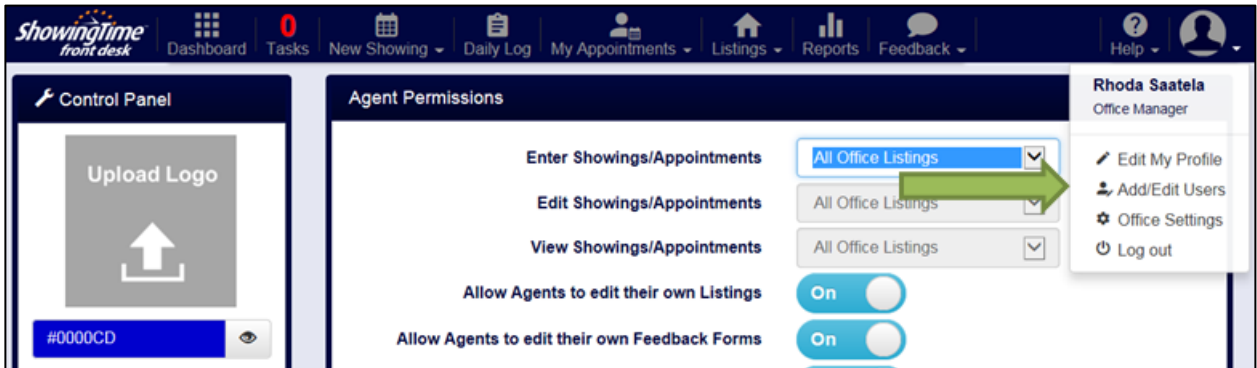 ShowingTime
front desk
Dashboard
0
Tasks
New Showing
Daily Log
My Appointments
Listings
Reports
Feedback
?
Help
Rhoda Saatela
Office Manager
Edit My Profile
Add/Edit Users
Office Settings
Log out
Control Panel
Upload Logo
#0000CD
Agent Permissions
Enter Showings/Appointments
All Office Listings
Edit Showings/Appointments
All Office Listings
View Showings/Appointments
All Office Listings
Allow Agents to edit their own Listings
On
Allow Agents to edit their own Feedback Forms
On